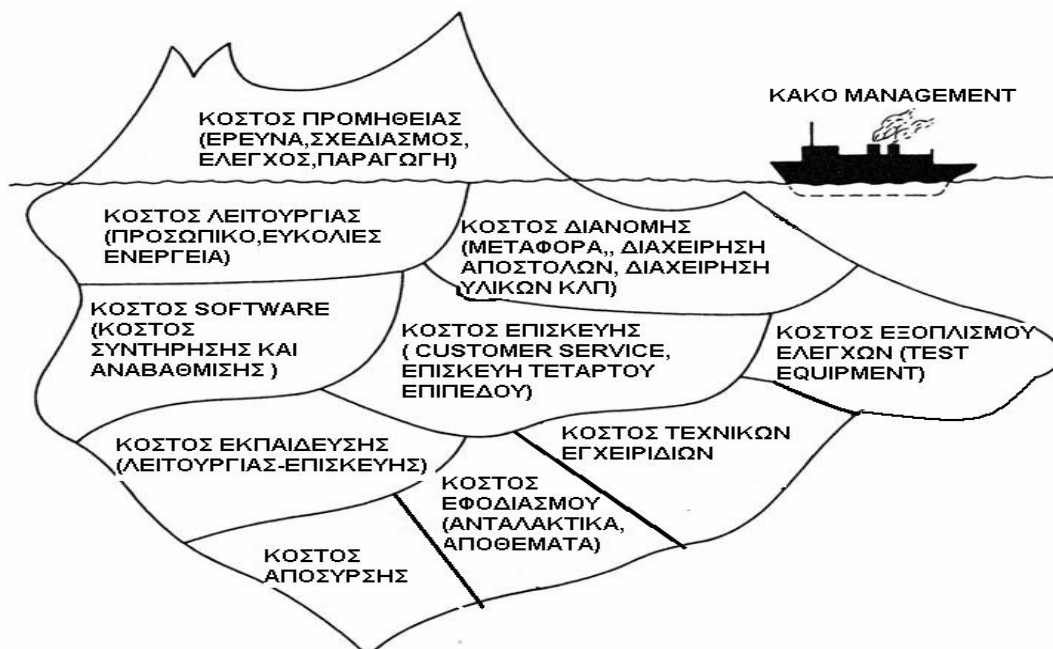 ΚΑΚΟ MANAGEMENT
ΚΟΣΤΟΣ ΠΡΟΜΗΘΕΙΑΣ
(ΕΡΕΥΝΑ,ΣΧΕΔΙΑΣΜΟΣ,
ΕΛΕΓΧΟΣ,ΠΑΡΑΓΩΓΗ)
ΚΟΣΤΟΣ ΛΕΙΤΟΥΡΓΙΑΣ
(ΠΡΟΣΩΠΙΚΟ,ΕΥΚΟΛΙΕΣ
ΕΝΕΡΓΕΙΑ)
ΚΟΣΤΟΣ ΔΙΑΝΟΜΗΣ
(ΜΕΤΑΦΟΡΑ,, ΔΙΑΧΕΙΡΗΣΗ
ΑΠΟΣΤΟΛΩΝ, ΔΙΑΧΕΙΡΗΣΗ
ΥΛΙΚΩΝ ΚΛΠ)
ΚΟΣΤΟΣ SOFTWARE
(ΚΟΣΤΟΣ
ΣΥΝΤΗΡΗΣΗΣ ΚΑΙ
ΑΝΑΒΑΘΜΙΣΗΣ )
ΚΟΣΤΟΣ ΕΠΙΣΚΕΥΗΣ
( CUSTOMER SERVICE,
ΕΠΙΣΚΕΥΗ ΤΕΤΑΡΤΟΥ
ΕΠΙΠΕΔΟΥ)
ΚΟΣΤΟΣ ΕΞΟΠΛΙΣΜΟΥ
ΕΛΕΓΧΩΝ (TEST
EQUIPMENT)
ΚΟΣΤΟΣ ΕΚΠΑΙΔΕΥΣΗΣ
(ΛΕΙΤΟΥΡΓΙΑΣ-ΕΠΙΣΚΕΥΗΣ)
ΚΟΣΤΟΣ ΤΕΧΝΙΚΩΝ
ΕΓΧΕΙΡΙΔΙΩΝ
ΚΟΣΤΟΣ
ΕΦΟΔΙΑΣΜΟΥ
(ΑΝΤΑΛΑΚΤΙΚΑ,
ΑΠΟΘΕΜΑΤΑ)
ΚΟΣΤΟΣ
ΑΠΟΣΥΡΣΗΣ